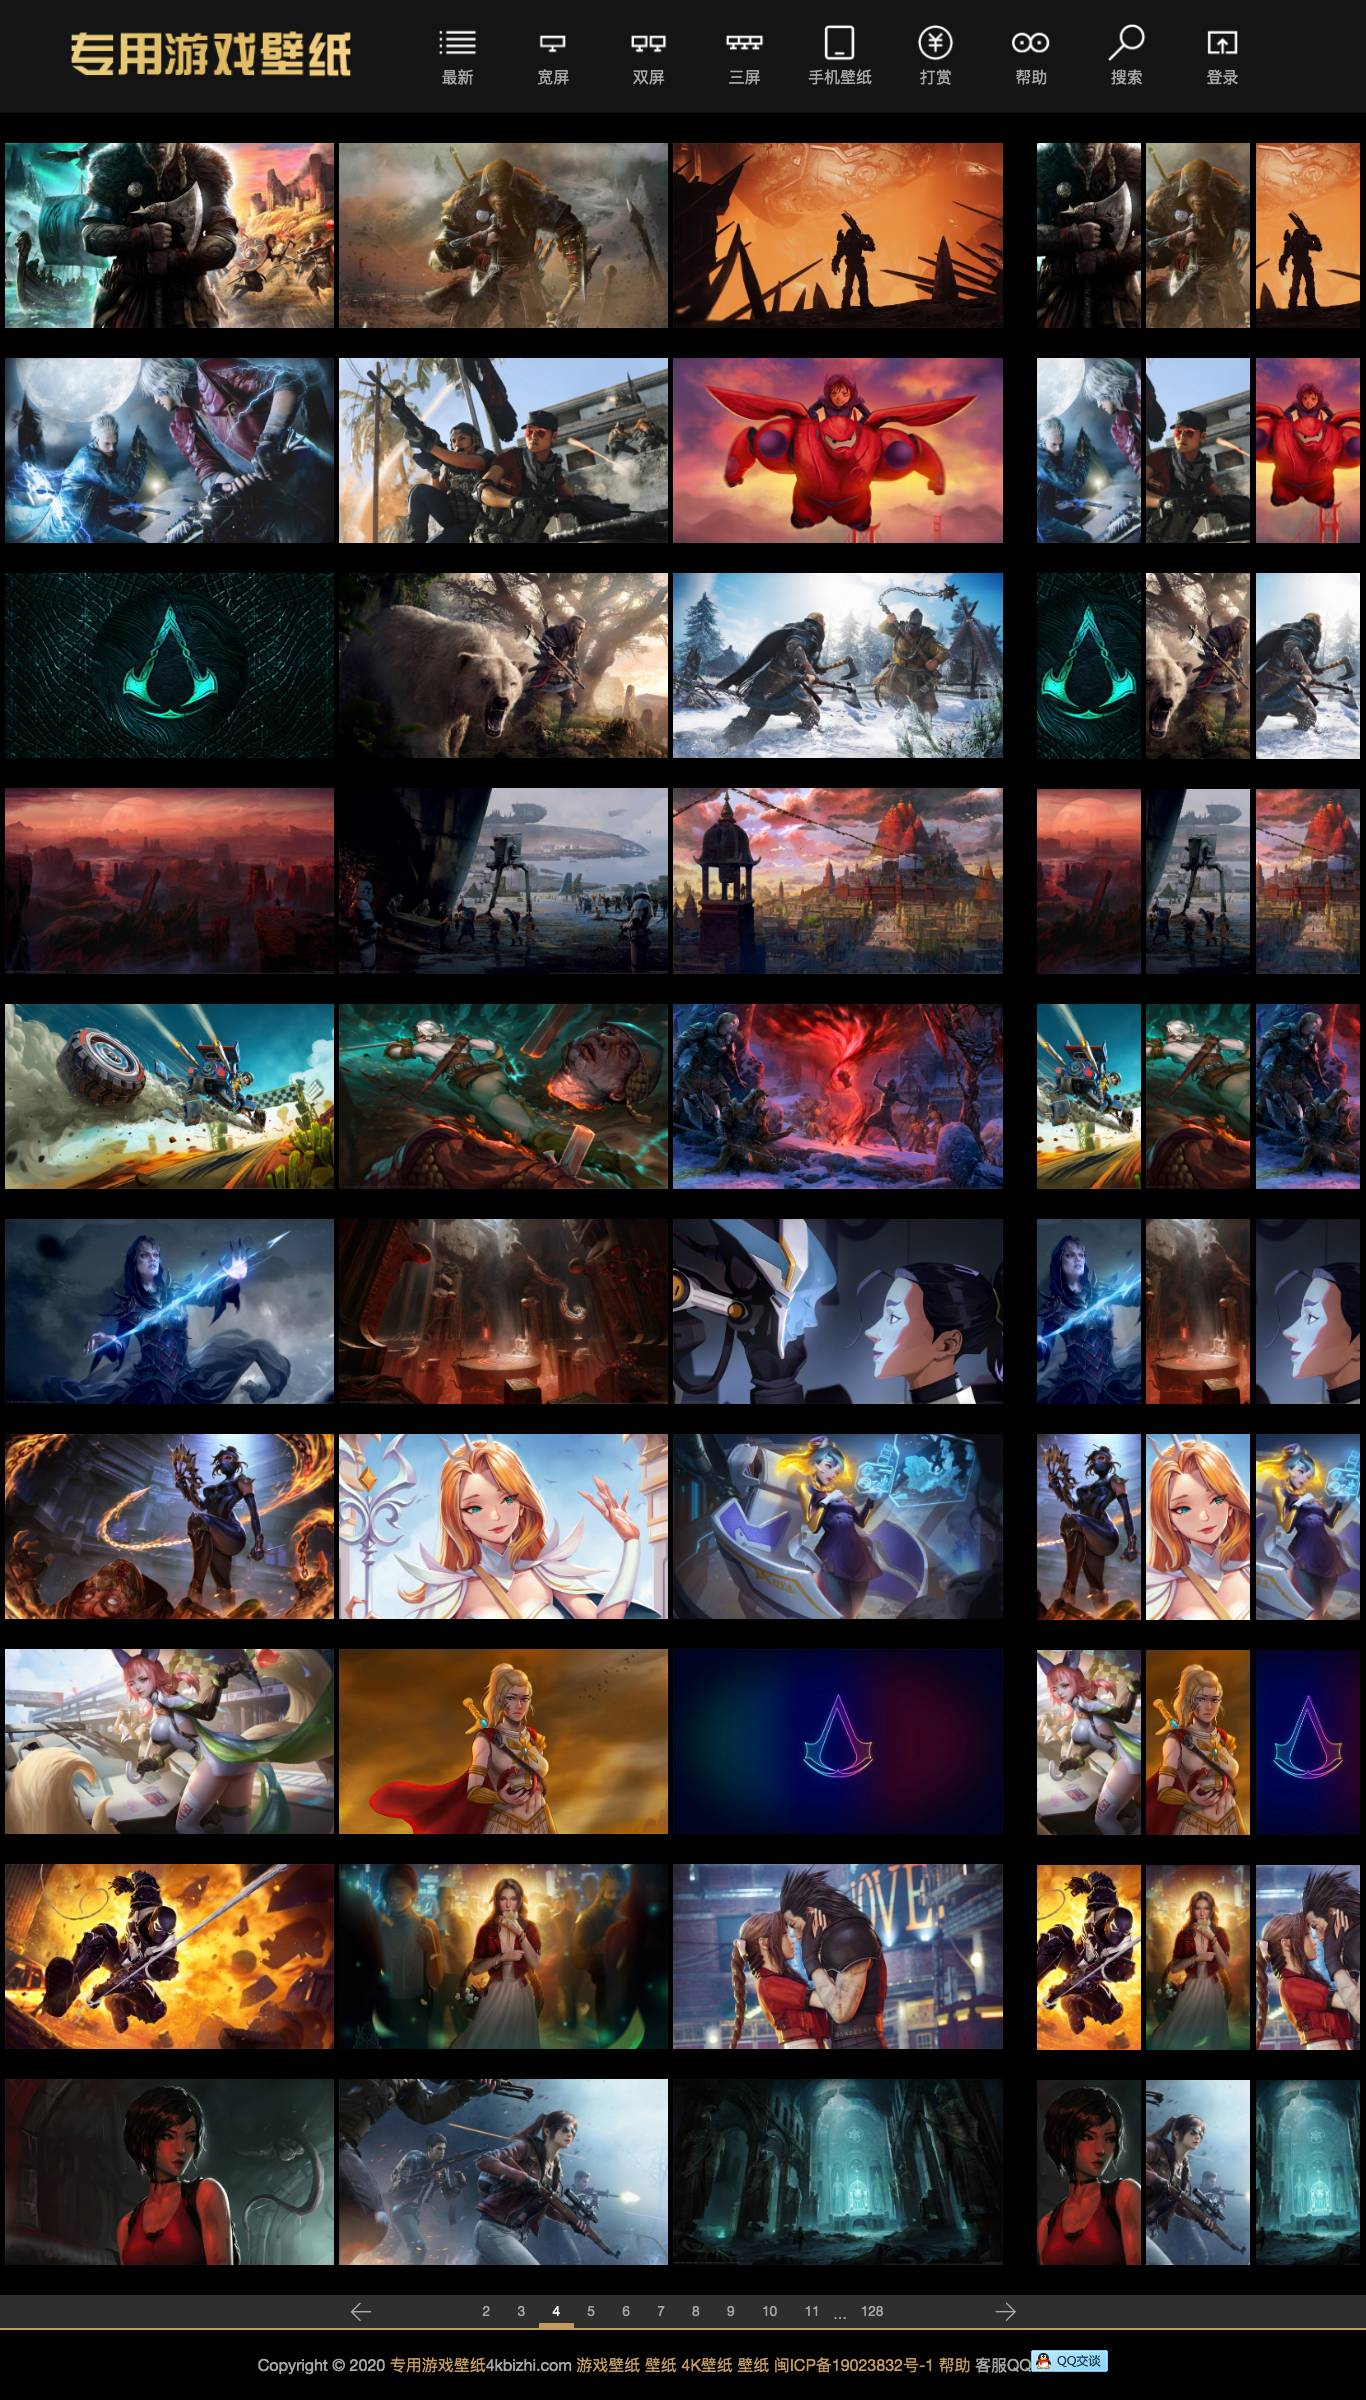 专用游戏壁纸
最新 宽屏 双屏 三屏 手机壁纸 打赏 帮助 搜索 登录
LOVE!
2 3 4 5 6 7 8 9 10 11 ... 128
Copyright © 2020 专用游戏壁纸4kbizhi.com 游戏壁纸 壁纸 4K壁纸 壁纸 闽ICP备19023832号-1 帮助 客服QQ QQ交谈